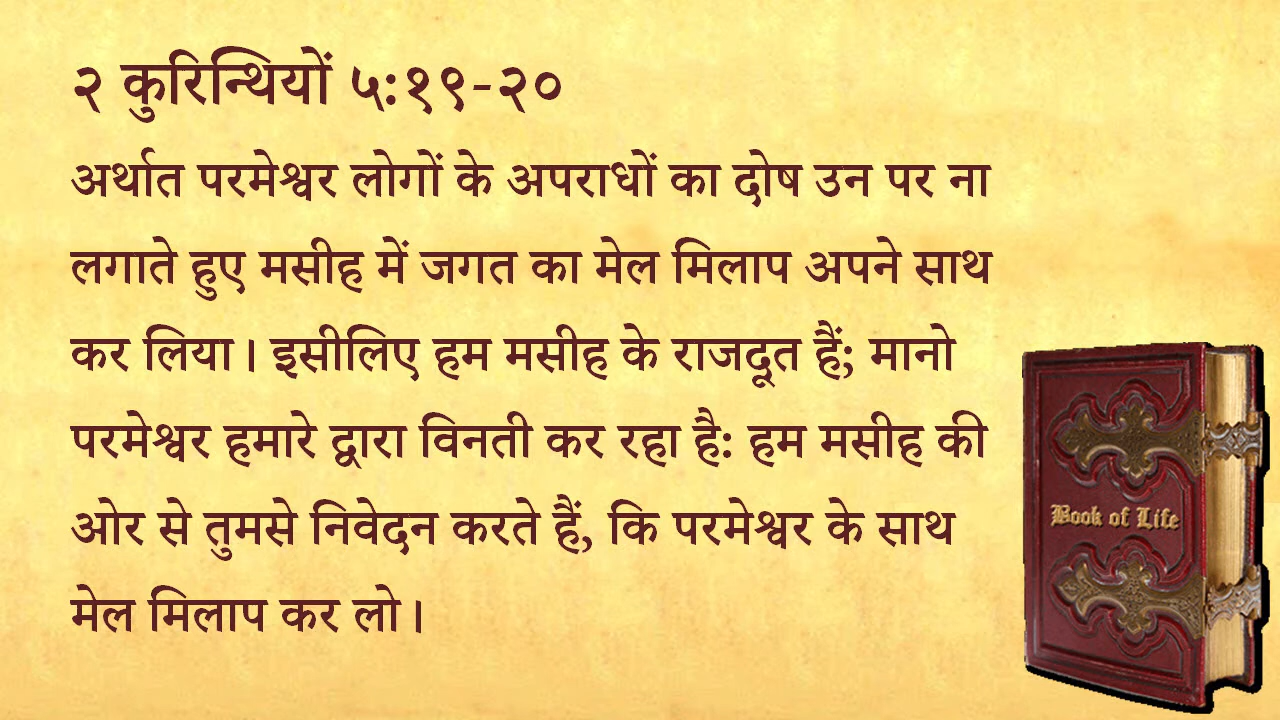 २ कुरिन्थियों ५:१९-२०
अर्थात परमेश्वर लोगों के अपराधों का दोष उन पर ना
लगाते हुए मसीह में जगत का मेल मिलाप अपने साथ
कर लिया। इसीलिए हम मसीह के राजदूत हैं; मानो
परमेश्वर हमारे द्वारा विनती कर रहा है: हम मसीह की
ओर से तुमसे निवेदन करते हैं, कि परमेश्वर के साथ
मेल मिलाप कर लो।
Book of Life